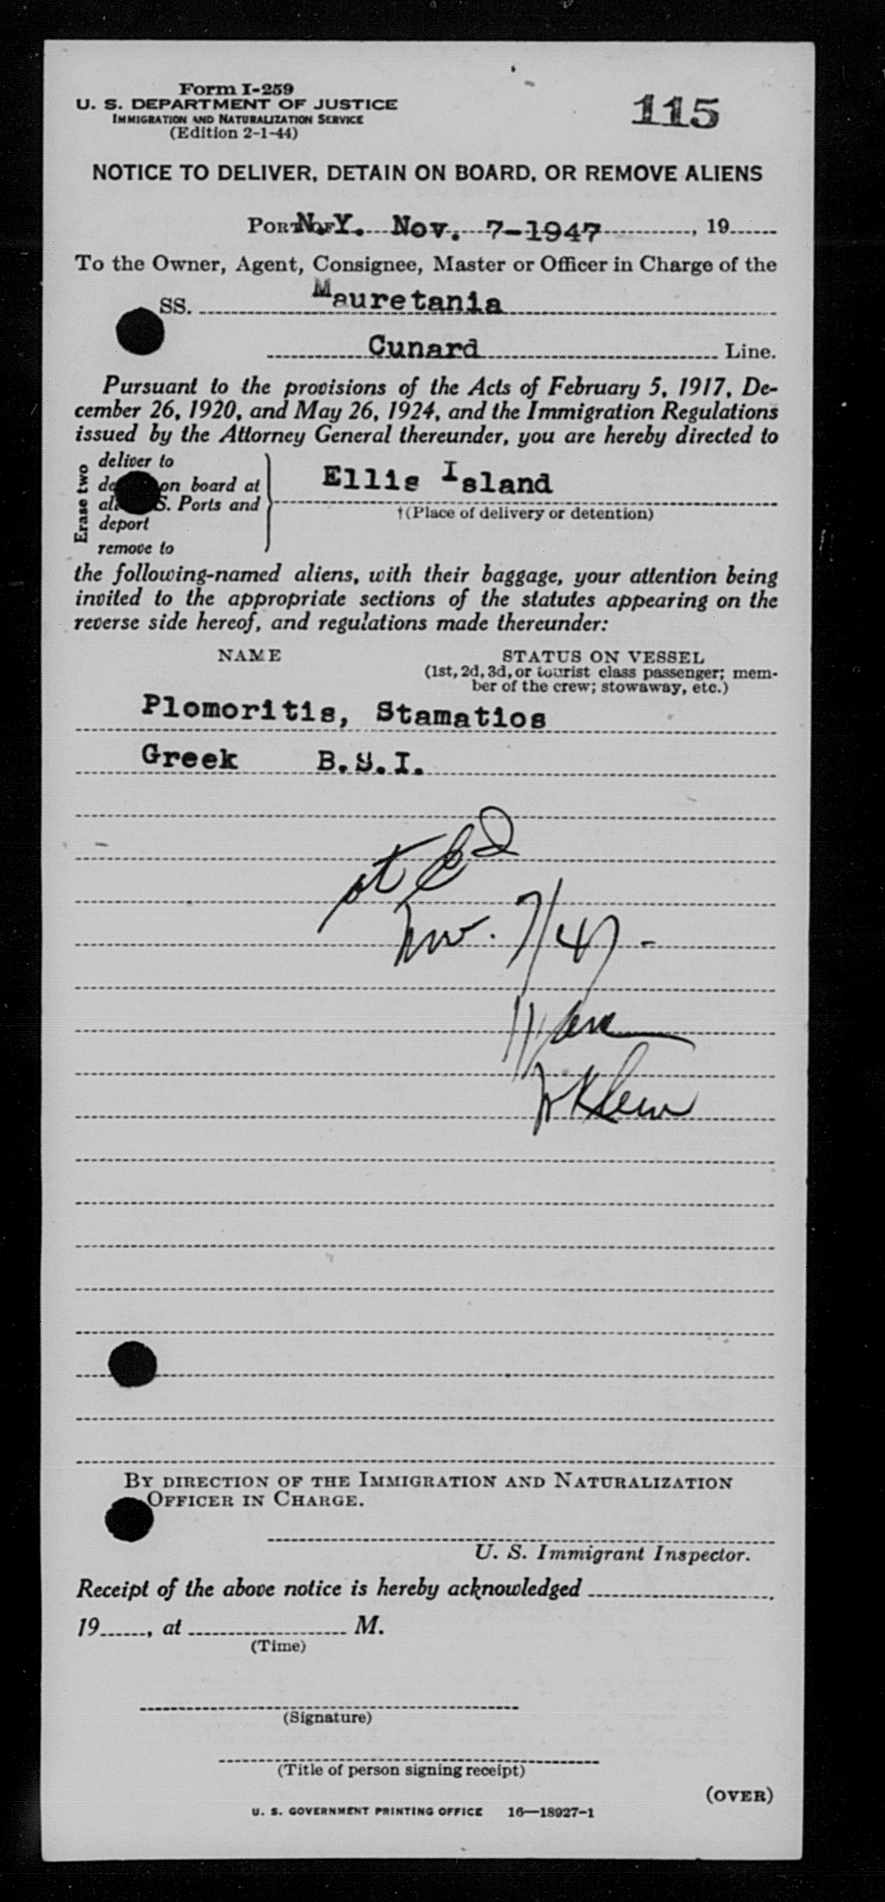 Form I-259
U. S. DEPARTMENT OF JUSTICE
IMMIGRATION AND NATURALIZATION SERVICE
(Edition 2-1-44)
115
NOTICE TO DELIVER, DETAIN ON BOARD, OR REMOVE ALIENS
PORT OF N.Y. Nov. 7-1947, 19
To the Owner, Agent, Consignee, Master or Officer in Charge of the
SS. Mauretania
Cunard Line.
Pursuant to the provisions of the Acts of February 5, 1917, De-
cember 26, 1920, and May 26, 1924, and the Immigration Regulations
issued by the Attorney General thereunder, you are hereby directed to
Erase two
deliver to
on board at
S. Ports and
deport
remove to
Ellis Island
†(Place of delivery or detention)
the following-named aliens, with their baggage, your attention being
invited to the appropriate sections of the statutes appearing on the
reverse side hereof, and regulations made thereunder:
NAME STATUS ON VESSEL
(1st, 2d, 3d, or tourist class passenger; mem-
ber of the crew; stowaway, etc.)
Plomoritis, Stamatios
Greek B.S.I.
at
Nov. 7/47 -
Klein
BY DIRECTION OF THE IMMIGRATION AND NATURALIZATION
OFFICER IN CHARGE.
U. S. Immigrant Inspector.
Receipt of the above notice is hereby acknowledged
19, at M.
(Time)
(Signature)
(Title of person signing receipt)
(OVER)
U. S. GOVERNMENT PRINTING OFFICE 16—18927-1